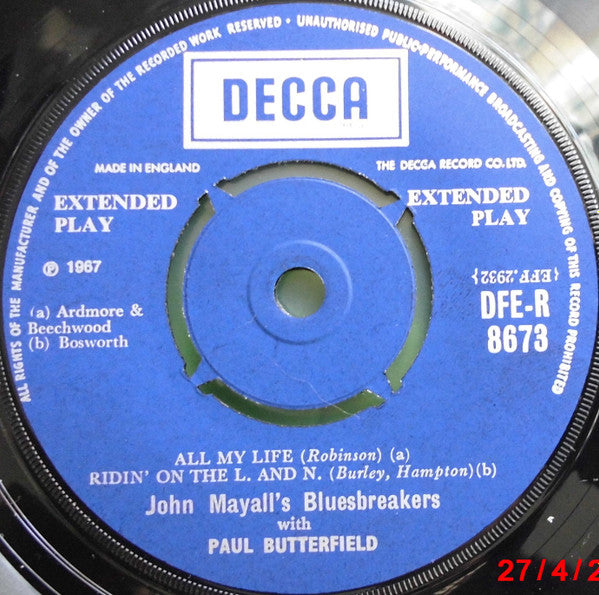 ALL RIGHTS OF THE MANUFACTURER AND OF THE OWNER OF THE RECORDED WORK RESERVED • UNAUTHORISED PUBLIC PERFORMANCE BROADCASTING AND COPYING OF THIS RECORD PROHIBITED
DECCA
MADE IN ENGLAND
THE DECCA RECORD CO. LTD.
EXTENDED PLAY
EXTENDED PLAY
℗ 1967
{EFF.2932}
DFE-R
8673
(a) Ardmore &
Beechwood
(b) Bosworth
ALL MY LIFE (Robinson) (a)
RIDIN' ON THE L. AND N. (Burley, Hampton)(b)
John Mayall's Bluesbreakers
with
PAUL BUTTERFIELD
27/4/2